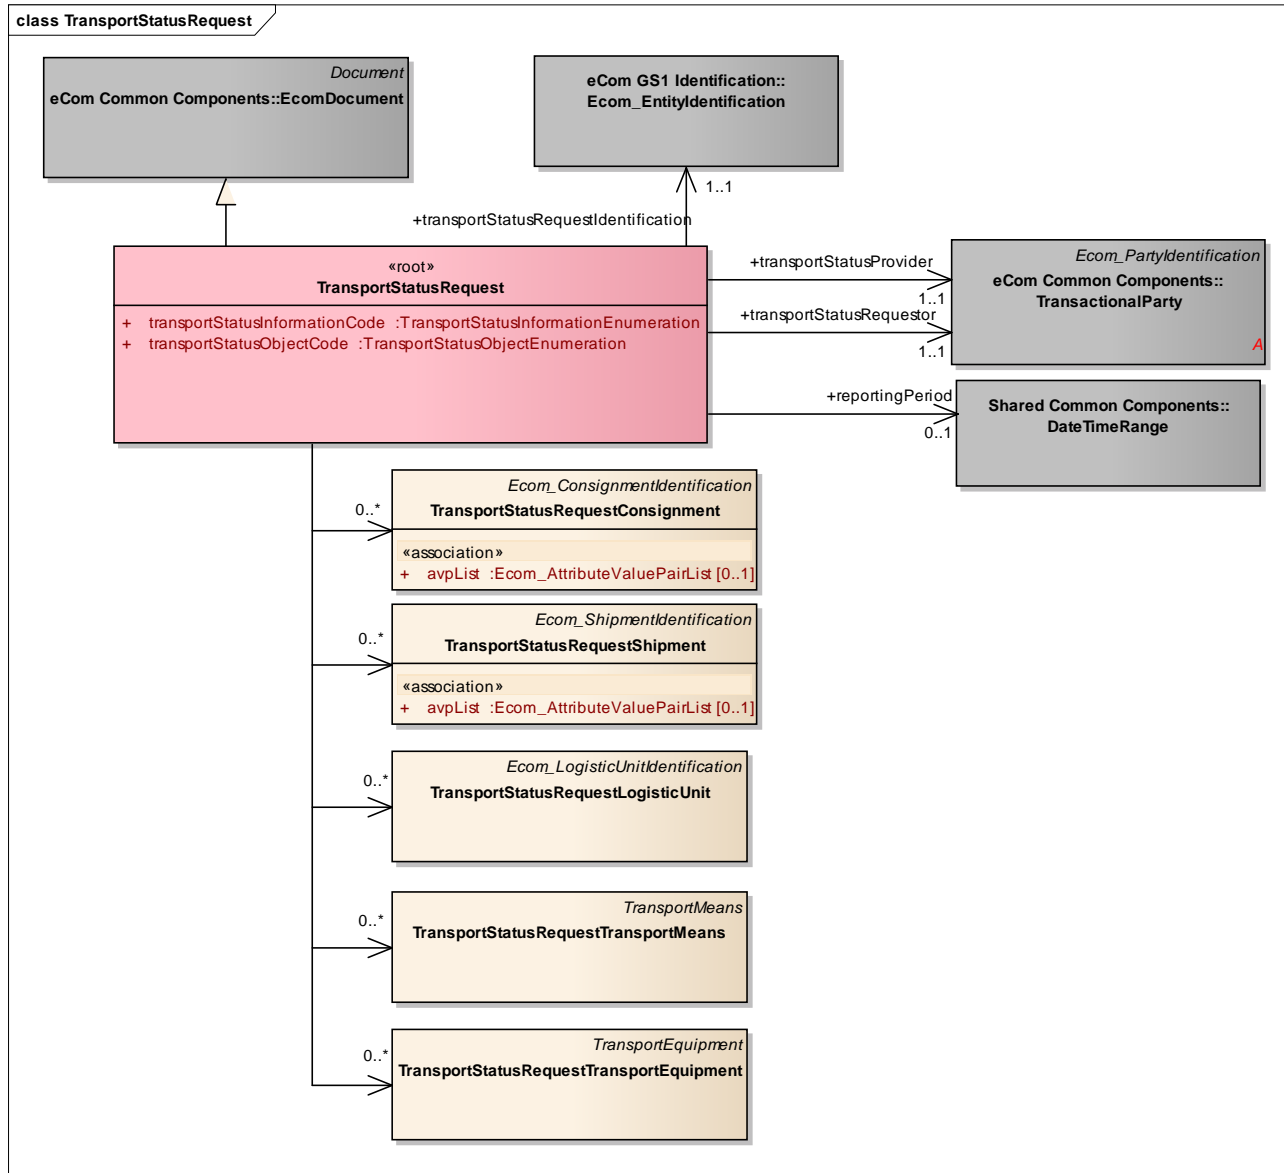 class TransportStatusRequest
Document
eCom Common Components::EcomDocument
eCom GS1 Identification::
Ecom_EntityIdentification
1..1
+transportStatusRequestIdentification
«root»
TransportStatusRequest
+ transportStatusInformationCode :TransportStatusInformationEnumeration
+ transportStatusObjectCode :TransportStatusObjectEnumeration
+transportStatusProvider
1..1
+transportStatusRequestor
1..1
Ecom_PartyIdentification
eCom Common Components::
TransactionalParty
A
+reportingPeriod
0..1
Shared Common Components::
DateTimeRange
0..*
Ecom_ConsignmentIdentification
TransportStatusRequestConsignment
«association»
+ avpList :Ecom_AttributeValuePairList [0..1]
0..*
Ecom_ShipmentIdentification
TransportStatusRequestShipment
«association»
+ avpList :Ecom_AttributeValuePairList [0..1]
0..*
Ecom_LogisticUnitIdentification
TransportStatusRequestLogisticUnit
0..*
TransportMeans
TransportStatusRequestTransportMeans
0..*
TransportEquipment
TransportStatusRequestTransportEquipment